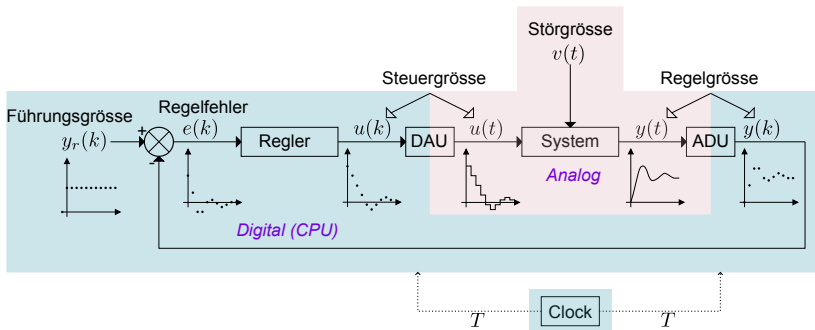 Störgrösse
v(t)
Steuergrösse
Regelgrösse
Führungsgrösse
Regelfehler
y_r(k)
+
-
e(k)
Regler
u(k)
DAU
u(t)
System
y(t)
ADU
y(k)
Analog
Digital (CPU)
T
Clock
T